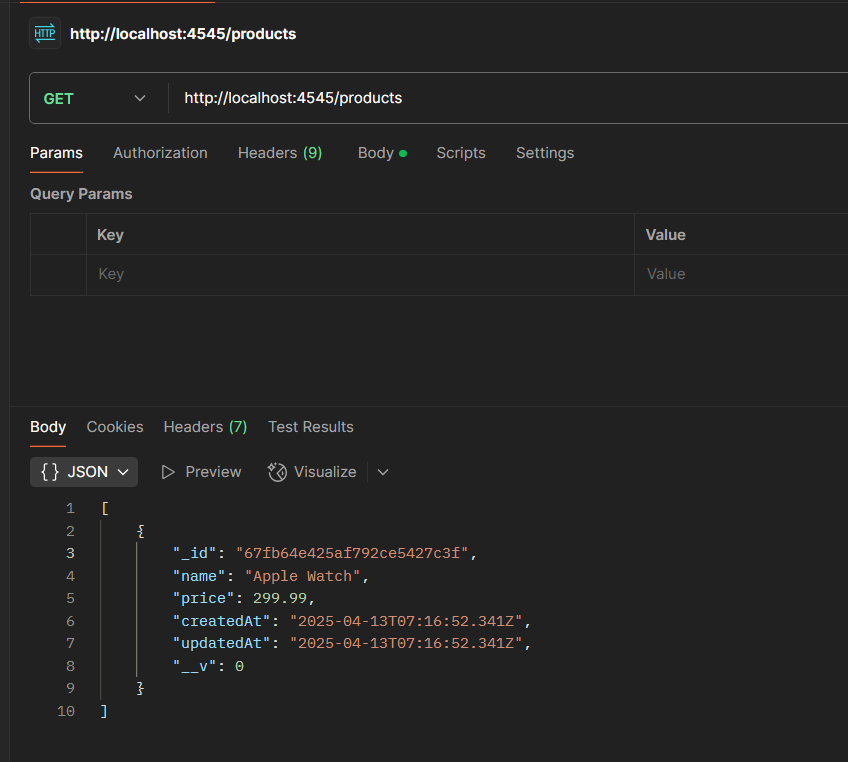 HTTP http://localhost:4545/products
GET http://localhost:4545/products
Params Authorization Headers (9) Body Scripts Settings
Query Params
Key Value
Key Value
Body Cookies Headers (7) Test Results
{} JSON Preview Visualize
1 [
2 {
3 "_id": "67fb64e425af792ce5427c3f",
4 "name": "Apple Watch",
5 "price": 299.99,
6 "createdAt": "2025-04-13T07:16:52.341Z",
7 "updatedAt": "2025-04-13T07:16:52.341Z",
8 "__v": 0
9 }
10 ]